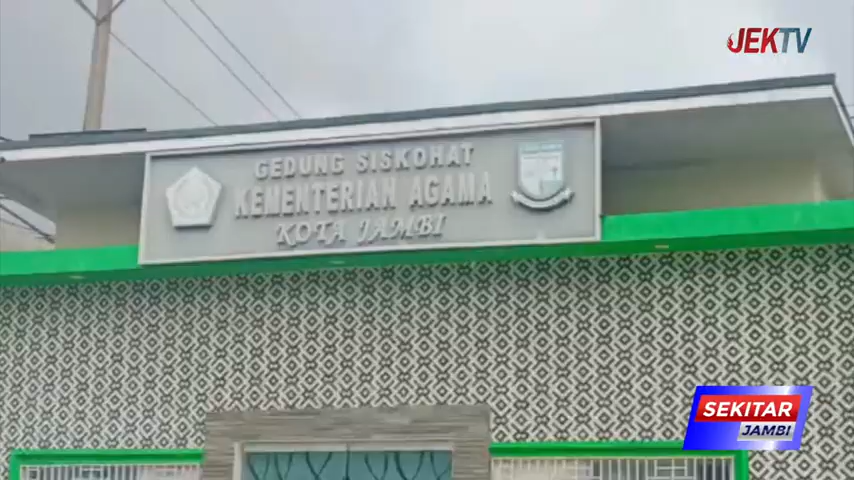 JEKTV
GEDUNG SISKOHAT
KEMENTERIAN AGAMA
KOTA JAMBI
SEKITAR
JAMBI